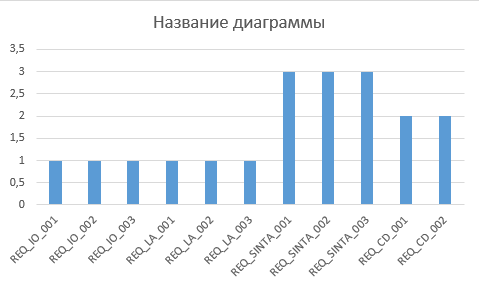 Название диаграммы
3,5
3
2,5
2
1,5
1
0,5
0
REQ_IO_001
REQ_IO_002
REQ_IO_003
REQ_LA_001
REQ_LA_002
REQ_LA_003
REQ_SINTA_001
REQ_SINTA_002
REQ_SINTA_003
REQ_CD_001
REQ_CD_002